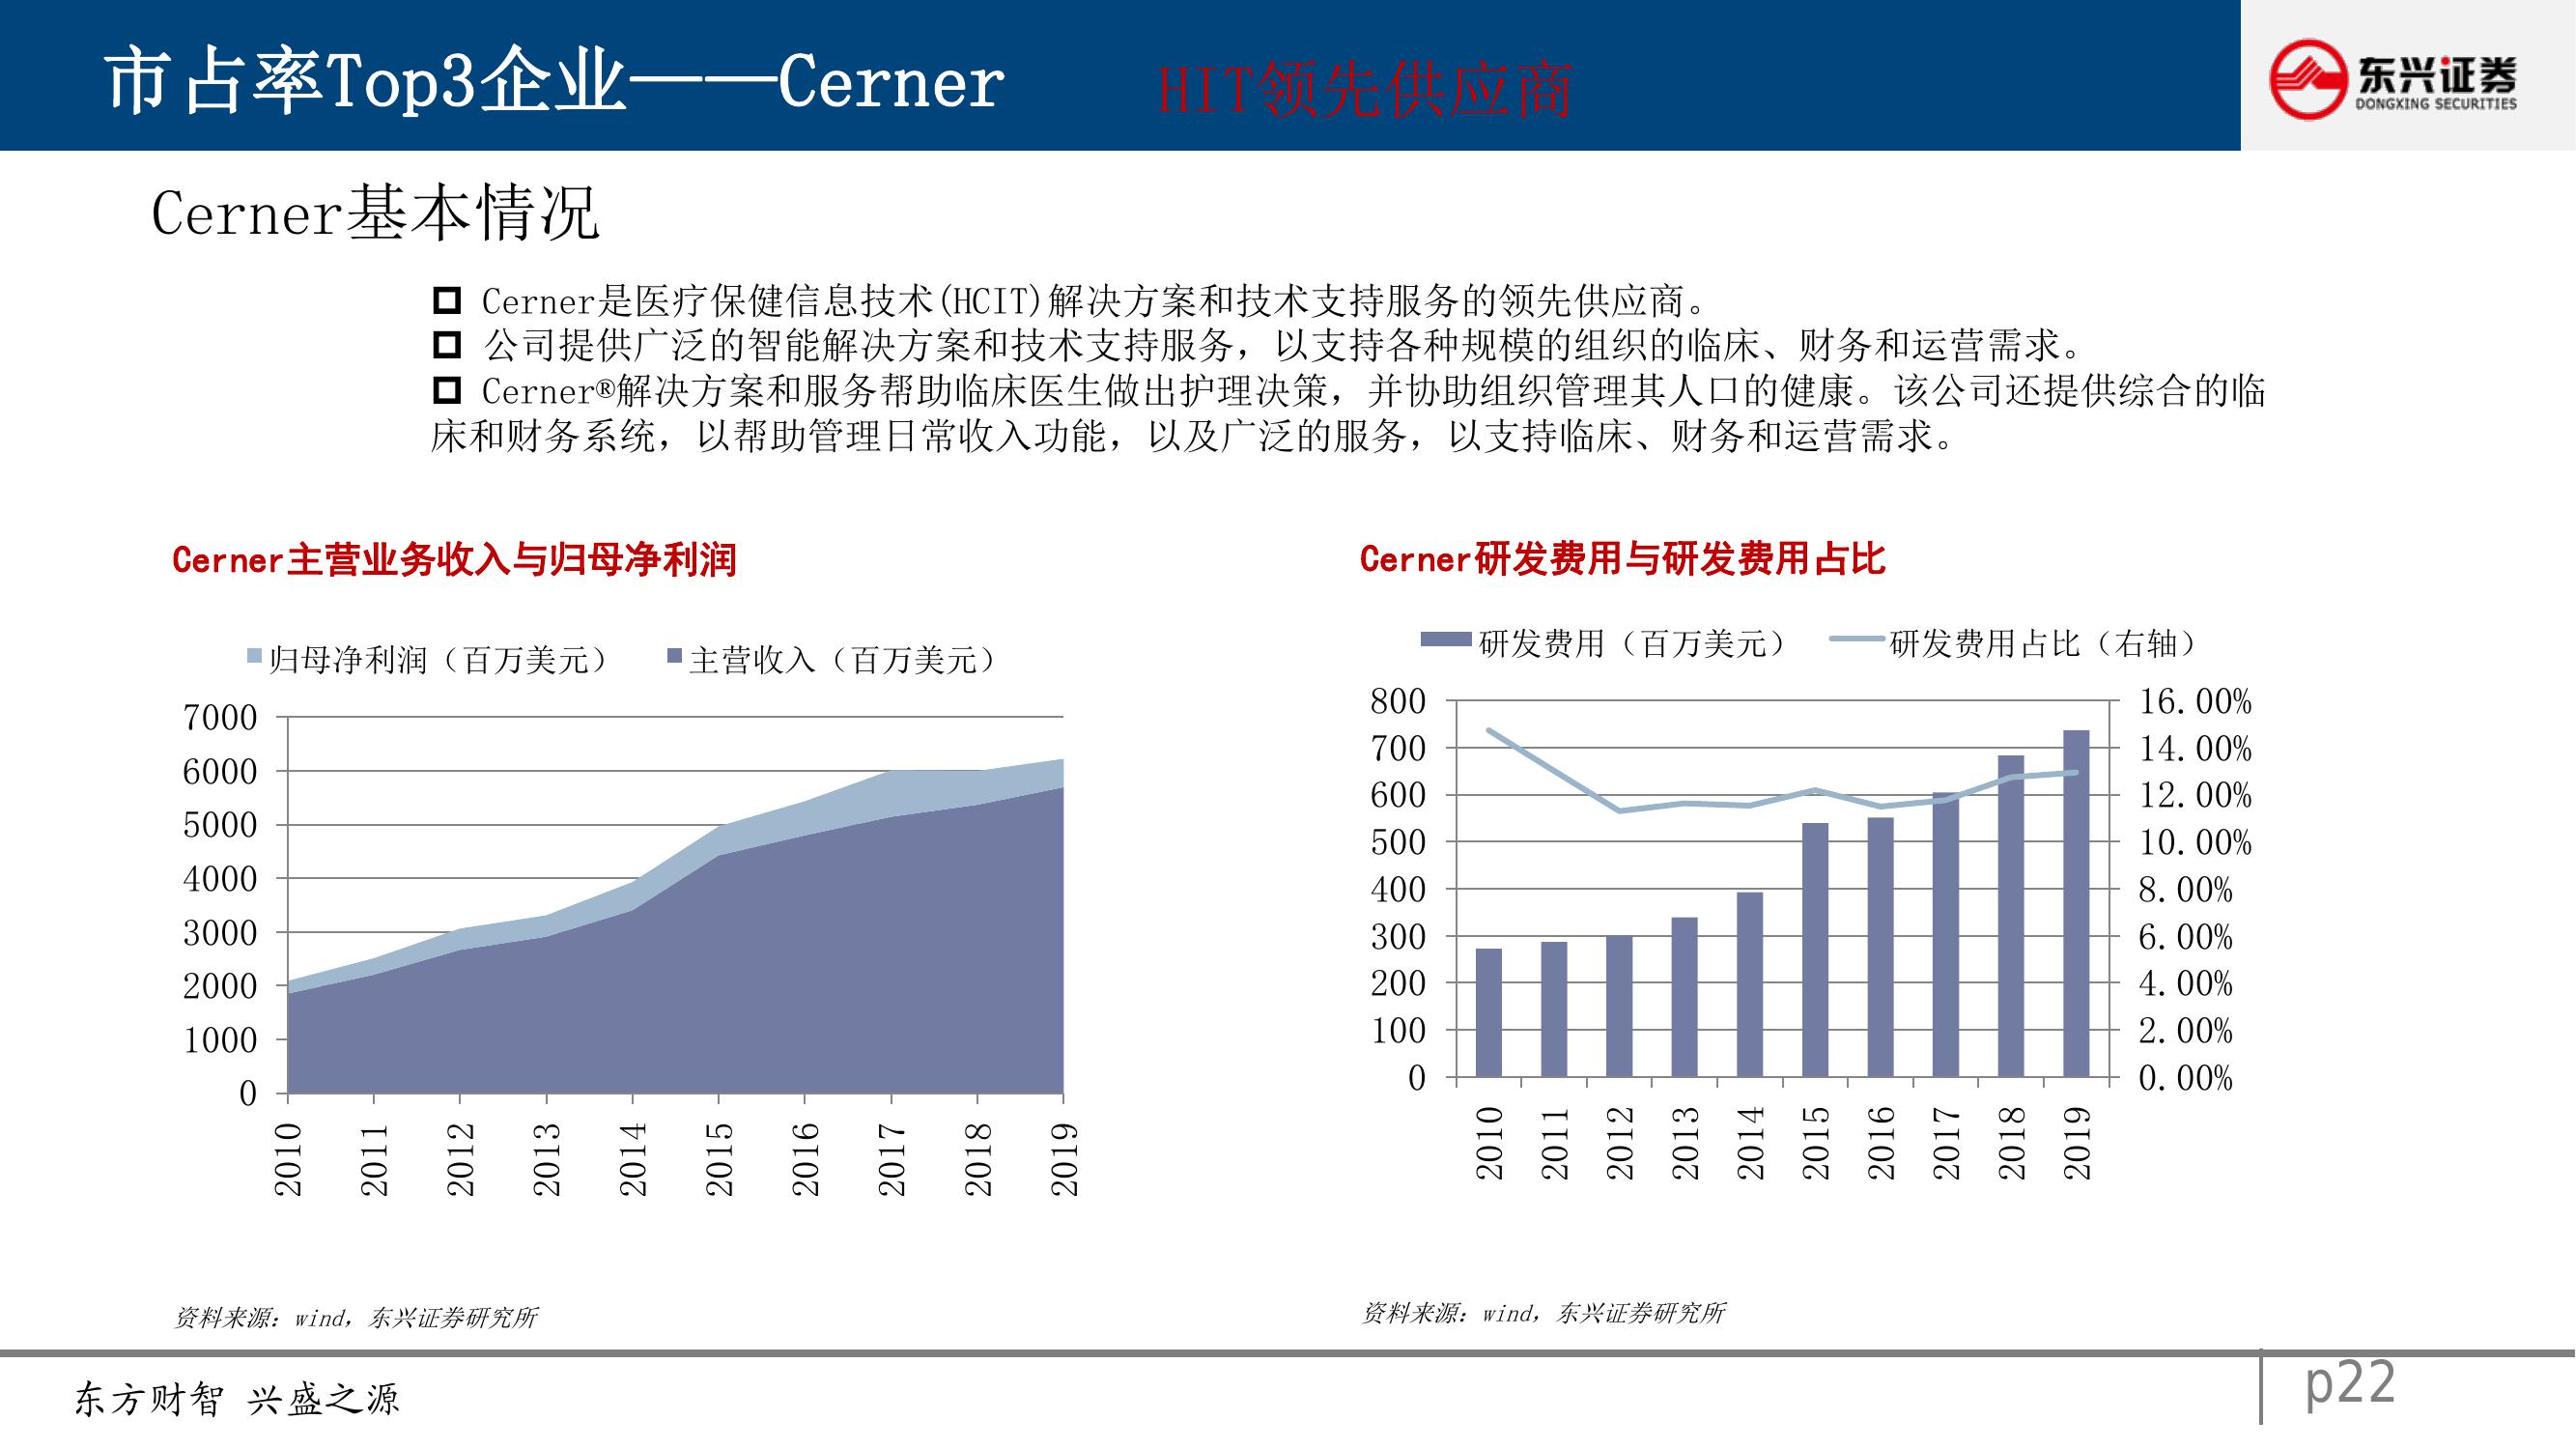 市占率Top3企业——Cerner HIT领先供应商
东兴证券
DONGXING SECURITIES
Cerner基本情况
Cerner是医疗保健信息技术(HCIT)解决方案和技术支持服务的领先供应商。
公司提供广泛的智能解决方案和技术支持服务，以支持各种规模的组织的临床、财务和运营需求。
Cerner®解决方案和服务帮助临床医生做出护理决策，并协助组织管理其人口的健康。该公司还提供综合的临
床和财务系统，以帮助管理日常收入功能，以及广泛的服务，以支持临床、财务和运营需求。
Cerner主营业务收入与归母净利润
归母净利润（百万美元） 主营收入（百万美元）
7000
6000
5000
4000
3000
2000
1000
0
2010 2011 2012 2013 2014 2015 2016 2017 2018 2019
资料来源：wind，东兴证券研究所
Cerner研发费用与研发费用占比
研发费用（百万美元） 研发费用占比（右轴）
800 16.00%
700 14.00%
600 12.00%
500 10.00%
400 8.00%
300 6.00%
200 4.00%
100 2.00%
0 0.00%
2010 2011 2012 2013 2014 2015 2016 2017 2018 2019
资料来源：wind，东兴证券研究所
东方财智 兴盛之源
p22